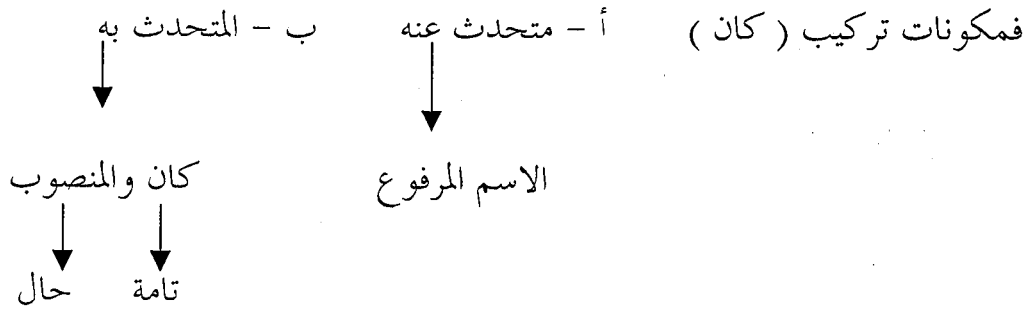 فمكونات تركيب ( كان ) أ – متحدث عنه ب – المتحدث به
الاسم المرفوع كان والمنصوب
تامة حال